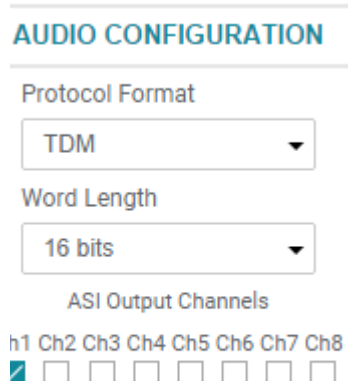 AUDIO CONFIGURATION
Protocol Format
TDM
Word Length
16 bits
ASI Output Channels
h1 Ch2 Ch3 Ch4 Ch5 Ch6 Ch7 Ch8